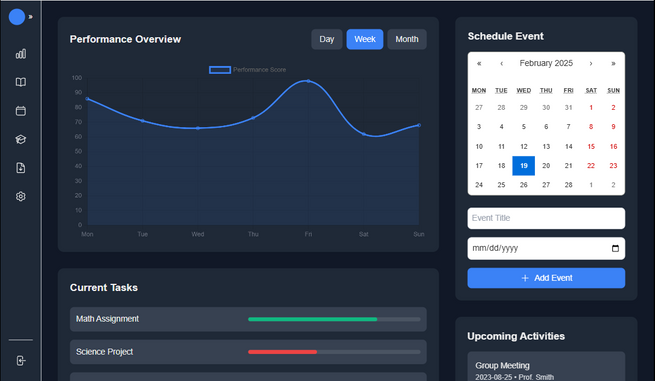 »
Performance Overview
Day Week Month
Performance Score
100
90
80
70
60
50
40
30
20
10
0
Mon Tue Wed Thu Fri Sat Sun
Current Tasks
Math Assignment
Science Project
Schedule Event
« ‹ February 2025 › »
MON TUE WED THU FRI SAT SUN
27 28 29 30 31 1 2
3 4 5 6 7 8 9
10 11 12 13 14 15 16
17 18 19 20 21 22 23
24 25 26 27 28 1 2
Event Title
mm/dd/yyyy
+ Add Event
Upcoming Activities
Group Meeting
2023-08-25 • Prof. Smith